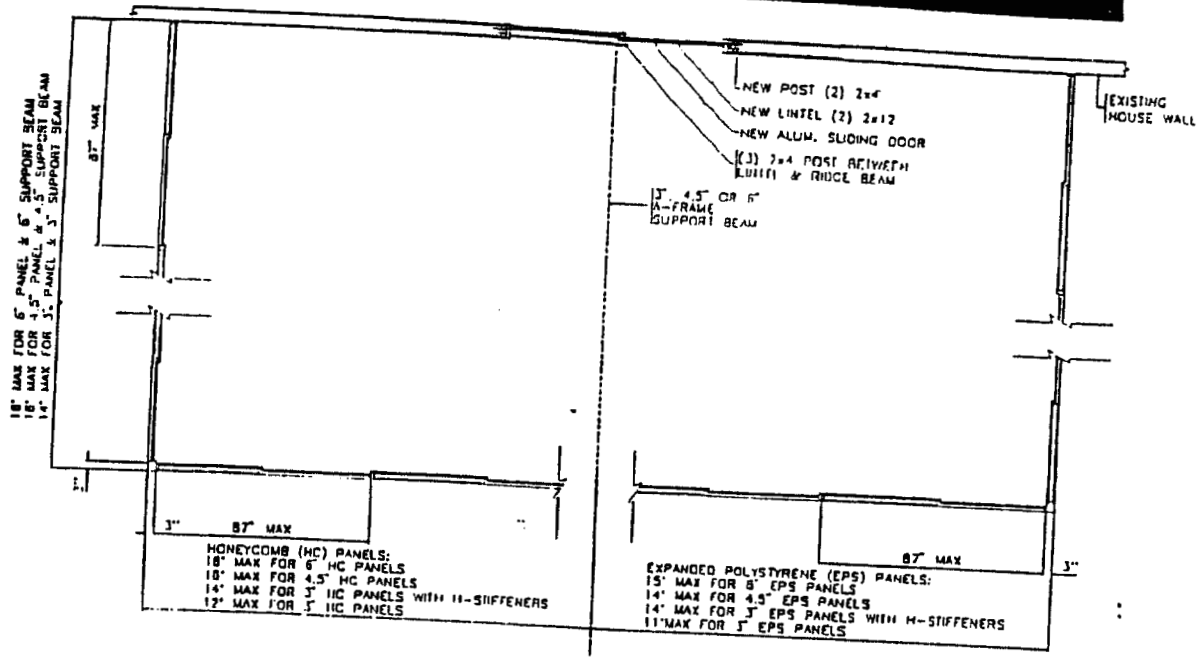 NEW POST (2) 2x4
NEW LINTEL (2) 2x12
NEW ALUM. SLIDING DOOR
(3) 2x4 POST BETWEEN
LINTEL & RIDGE BEAM
EXISTING
HOUSE WALL
3", 4.5" OR 6"
A-FRAME
SUPPORT BEAM
87" MAX
MAX FOR 6" PANEL & 6" SUPPORT BEAM
MAX FOR 4.5" PANEL & 4.5" SUPPORT BEAM
14' MAX FOR 3" PANEL & 3" SUPPORT BEAM
3"
87" MAX
HONEYCOMB (HC) PANELS:
MAX FOR 6" HC PANELS
MAX FOR 4.5" HC PANELS
14' MAX FOR 3" HC PANELS WITH H-STIFFENERS
12' MAX FOR 3" HC PANELS
87" MAX
3"
EXPANDED POLYSTYRENE (EPS) PANELS:
15' MAX FOR 6" EPS PANELS
14' MAX FOR 4.5" EPS PANELS
14' MAX FOR 3" EPS PANELS WITH H-STIFFENERS
11'MAX FOR 3" EPS PANELS